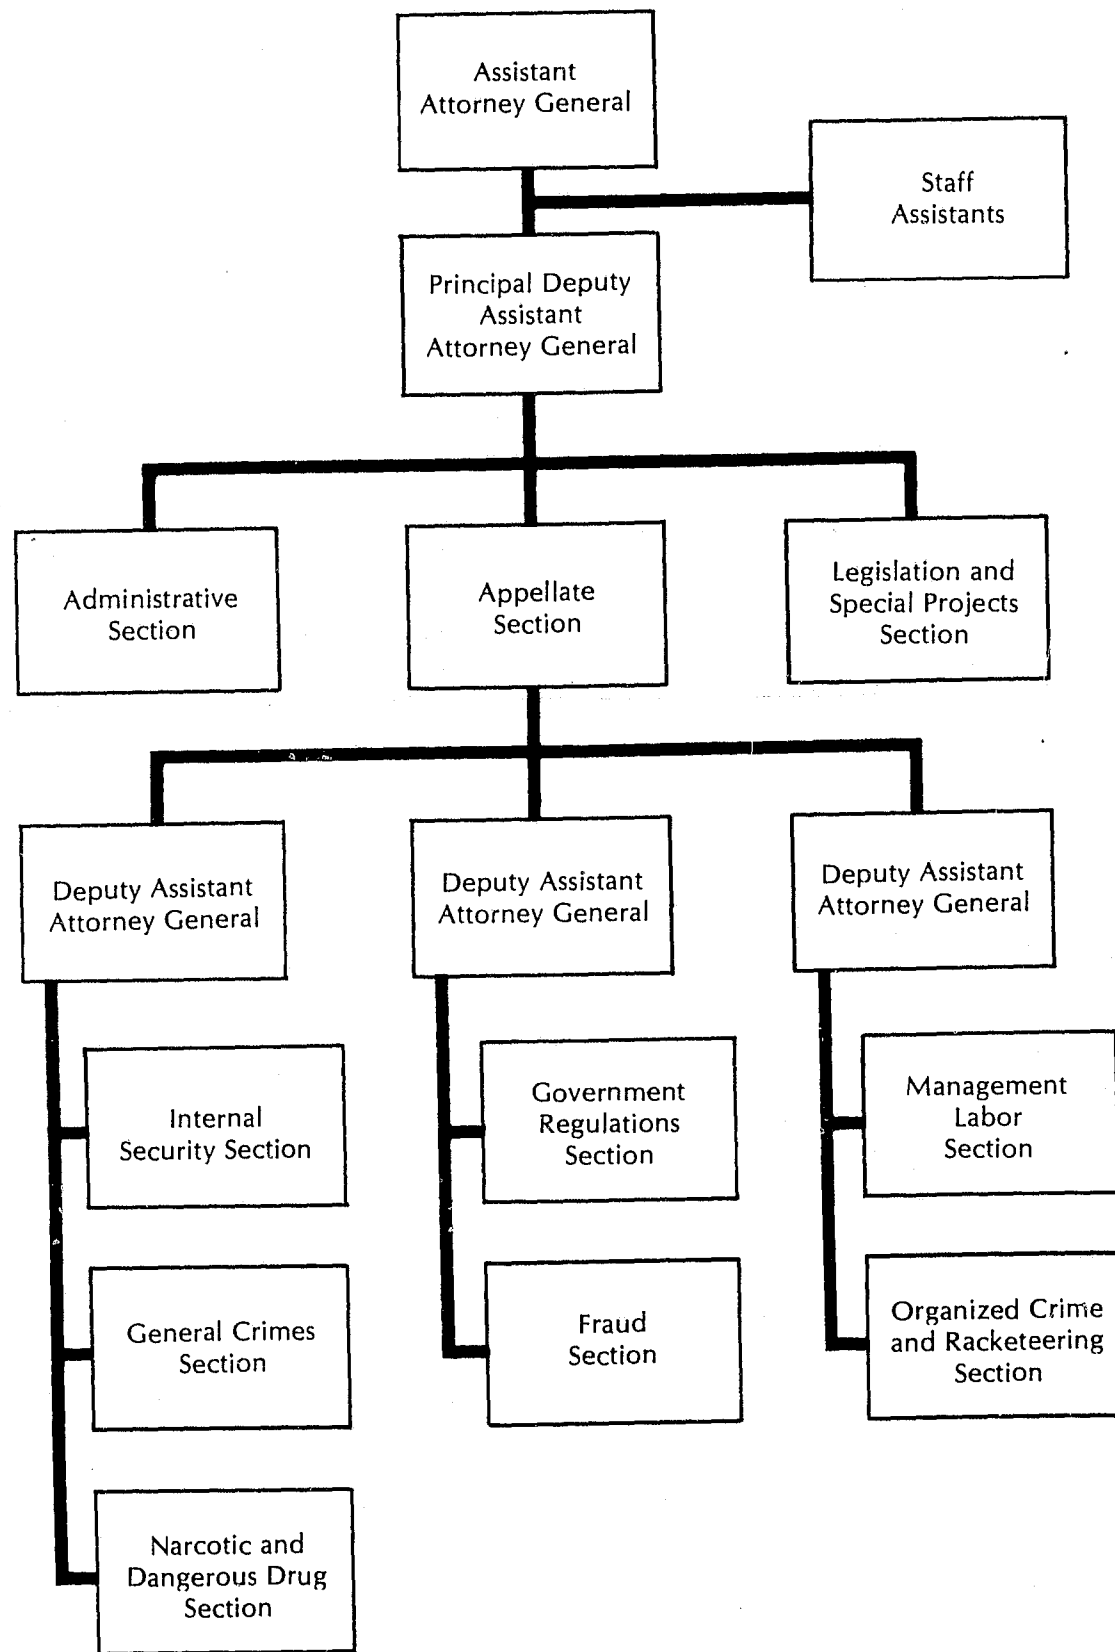 Assistant
Attorney General
Staff
Assistants
Principal Deputy
Assistant
Attorney General
Administrative
Section
Appellate
Section
Legislation and
Special Projects
Section
Deputy Assistant
Attorney General
Deputy Assistant
Attorney General
Deputy Assistant
Attorney General
Internal
Security Section
General Crimes
Section
Narcotic and
Dangerous Drug
Section
Government
Regulations
Section
Fraud
Section
Management
Labor
Section
Organized Crime
and Racketeering
Section